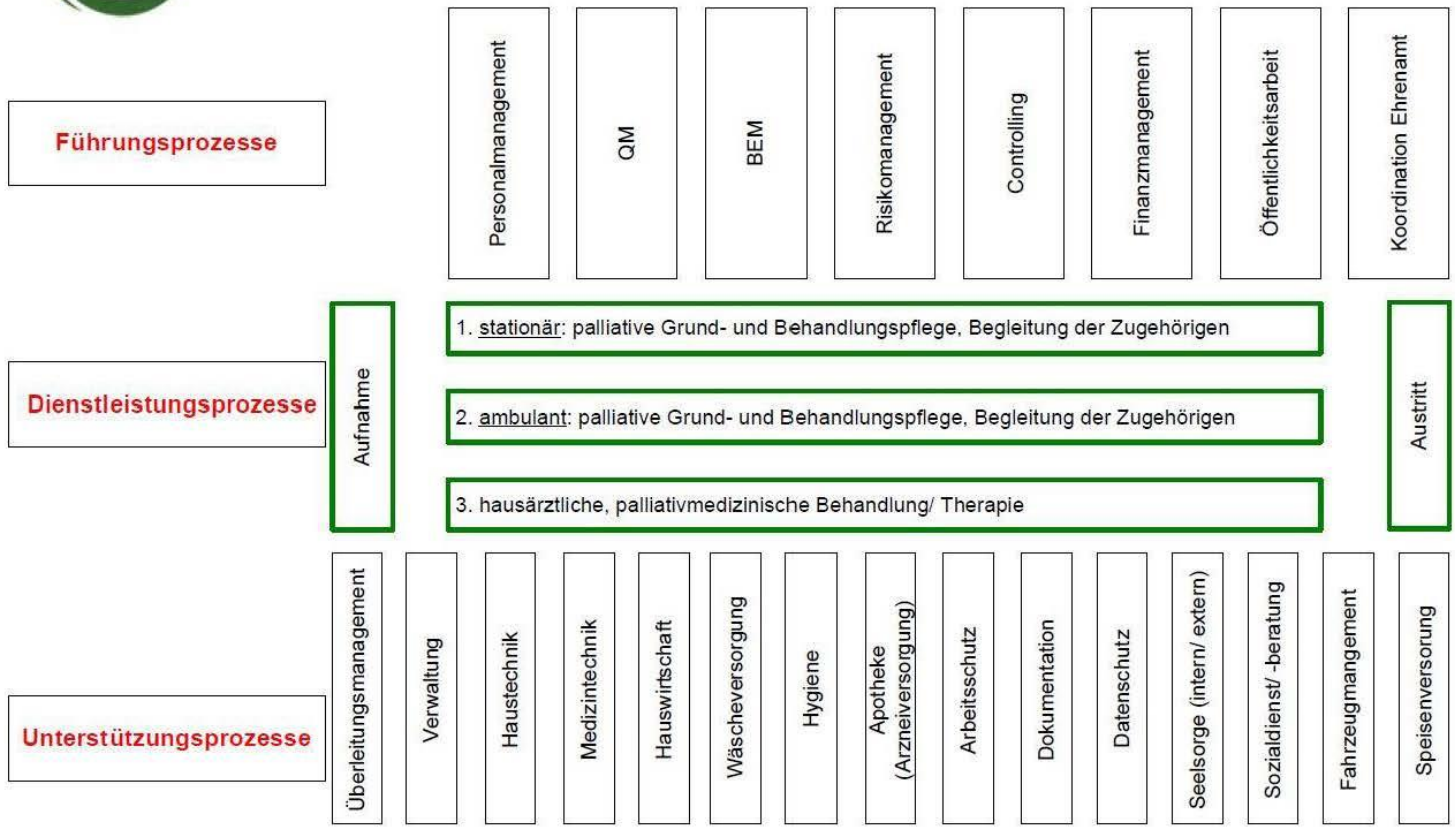 Führungsprozesse
Personalmanagement
QM
BEM
Risikomanagement
Controlling
Finanzmanagement
Öffentlichkeitsarbeit
Koordination Ehrenamt
Dienstleistungsprozesse
Aufnahme
1. stationär: palliative Grund- und Behandlungspflege, Begleitung der Zugehörigen
2. ambulant: palliative Grund- und Behandlungspflege, Begleitung der Zugehörigen
3. hausärztliche, palliativmedizinische Behandlung/ Therapie
Austritt
Unterstützungsprozesse
Überleitungsmanagement
Verwaltung
Haustechnik
Medizintechnik
Hauswirtschaft
Wäscheversorgung
Hygiene
Apotheke
(Arzneiversorgung)
Arbeitsschutz
Dokumentation
Datenschutz
Seelsorge (intern/ extern)
Sozialdienst/ -beratung
Fahrzeugmangement
Speisenversorung